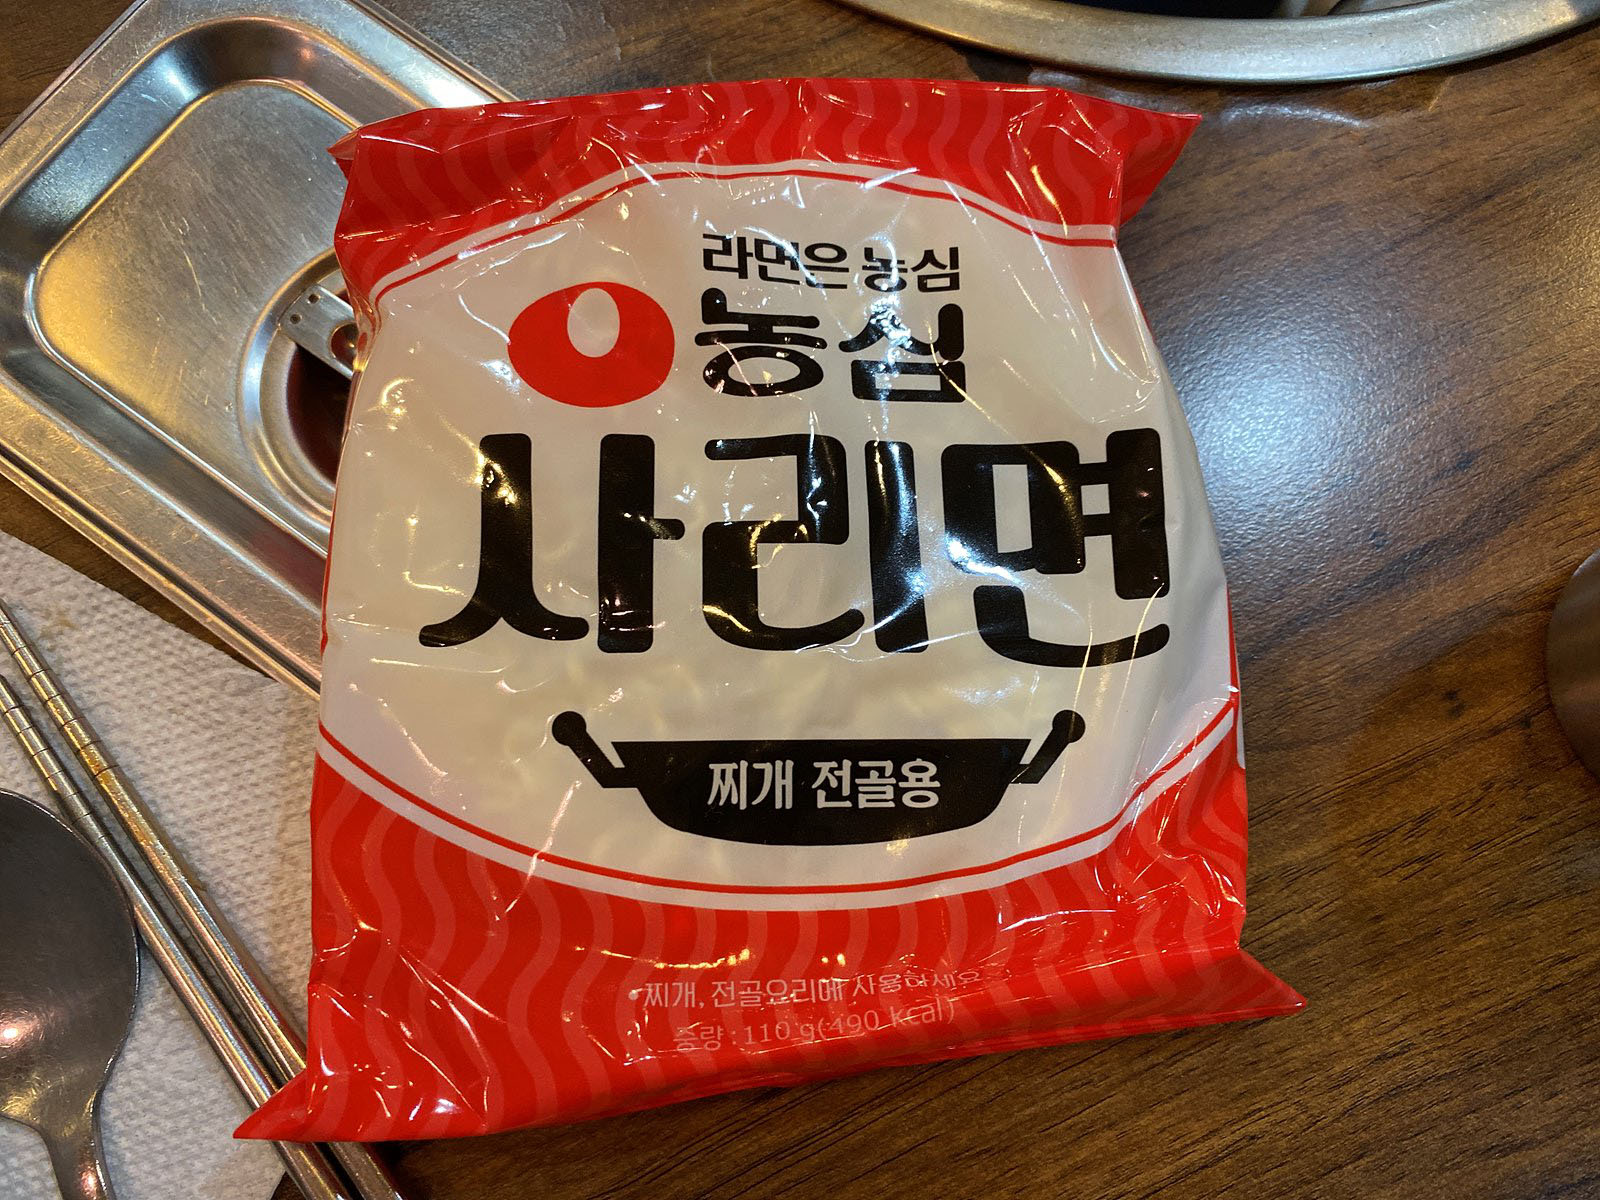 라면은 농심
농심
사리면
찌개 전골용
•찌개, 전골요리에 사용하세요
중량 : 110 g(490 kcal)